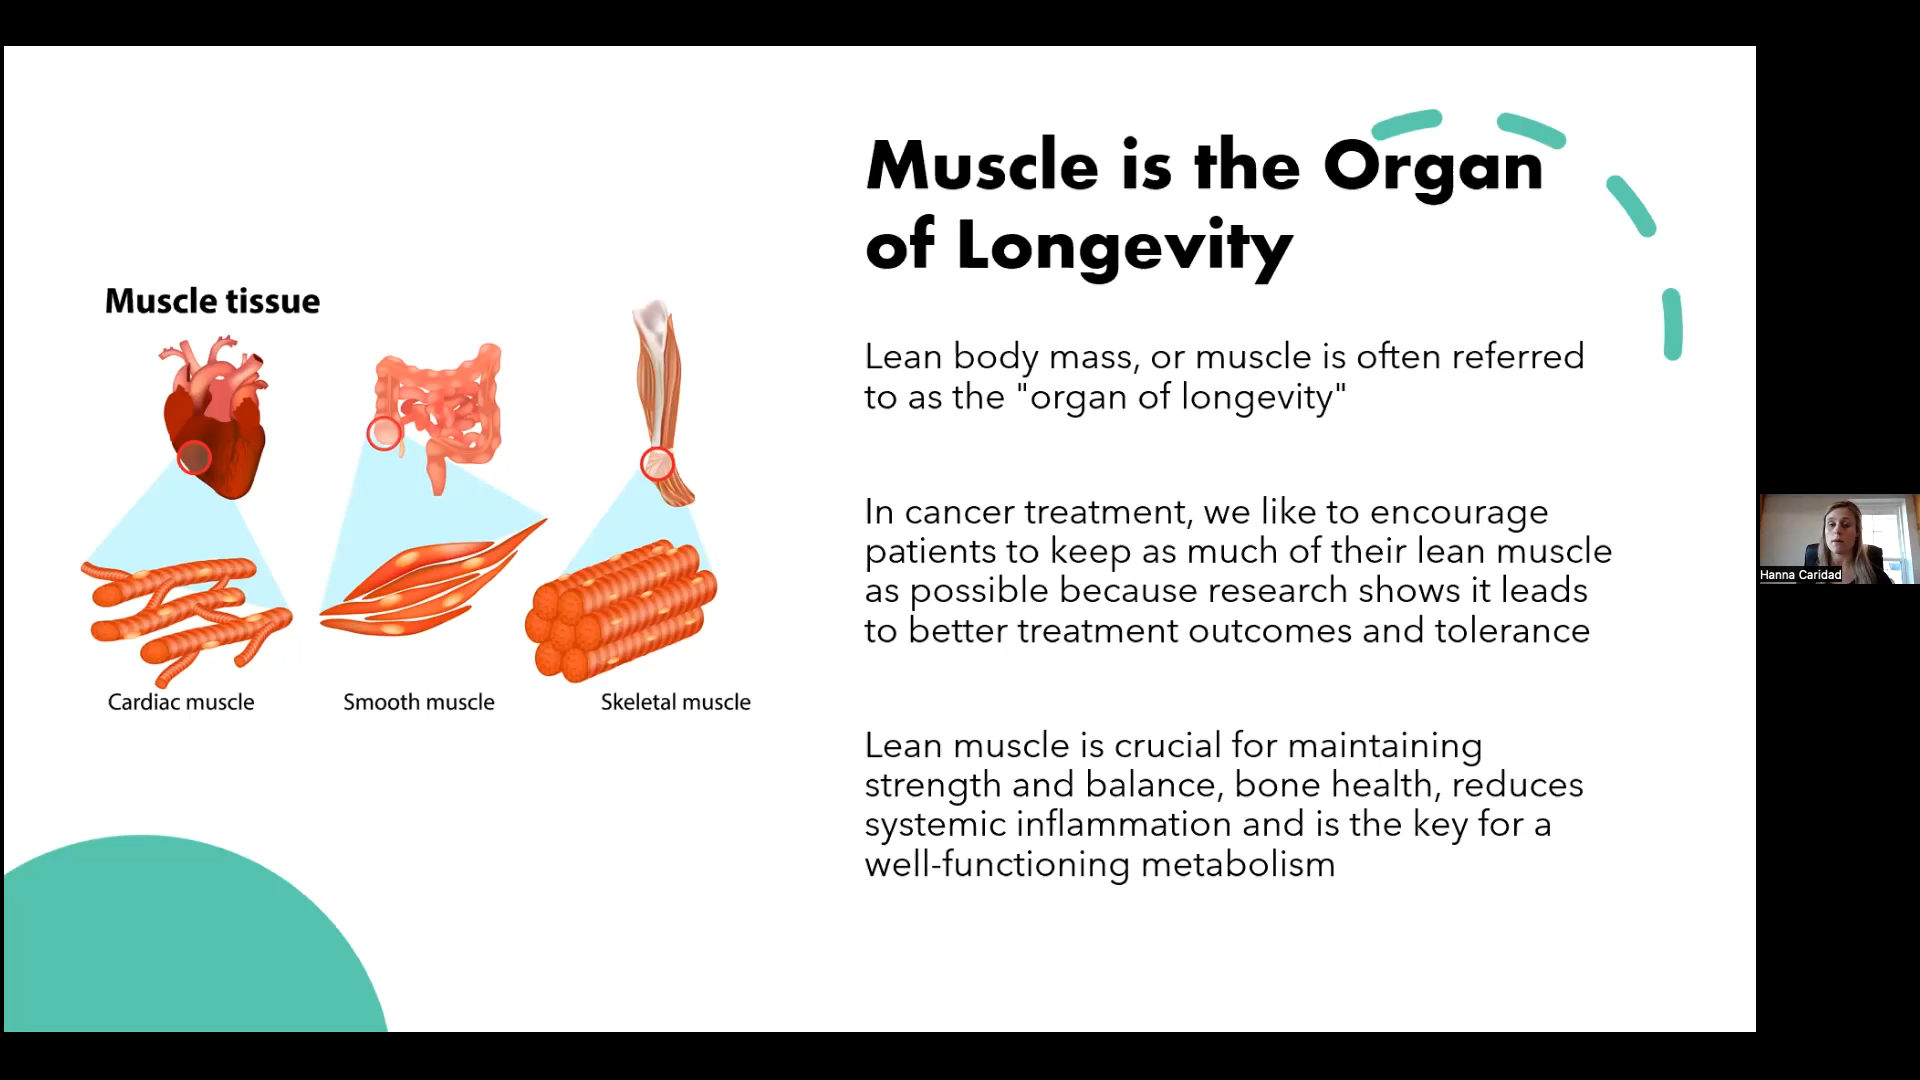 Muscle is the Organ
of Longevity
Muscle tissue
Cardiac muscle
Smooth muscle
Skeletal muscle
Lean body mass, or muscle is often referred
to as the "organ of longevity"
In cancer treatment, we like to encourage
patients to keep as much of their lean muscle
as possible because research shows it leads
to better treatment outcomes and tolerance
Lean muscle is crucial for maintaining
strength and balance, bone health, reduces
systemic inflammation and is the key for a
well-functioning metabolism
Hanna Caridad